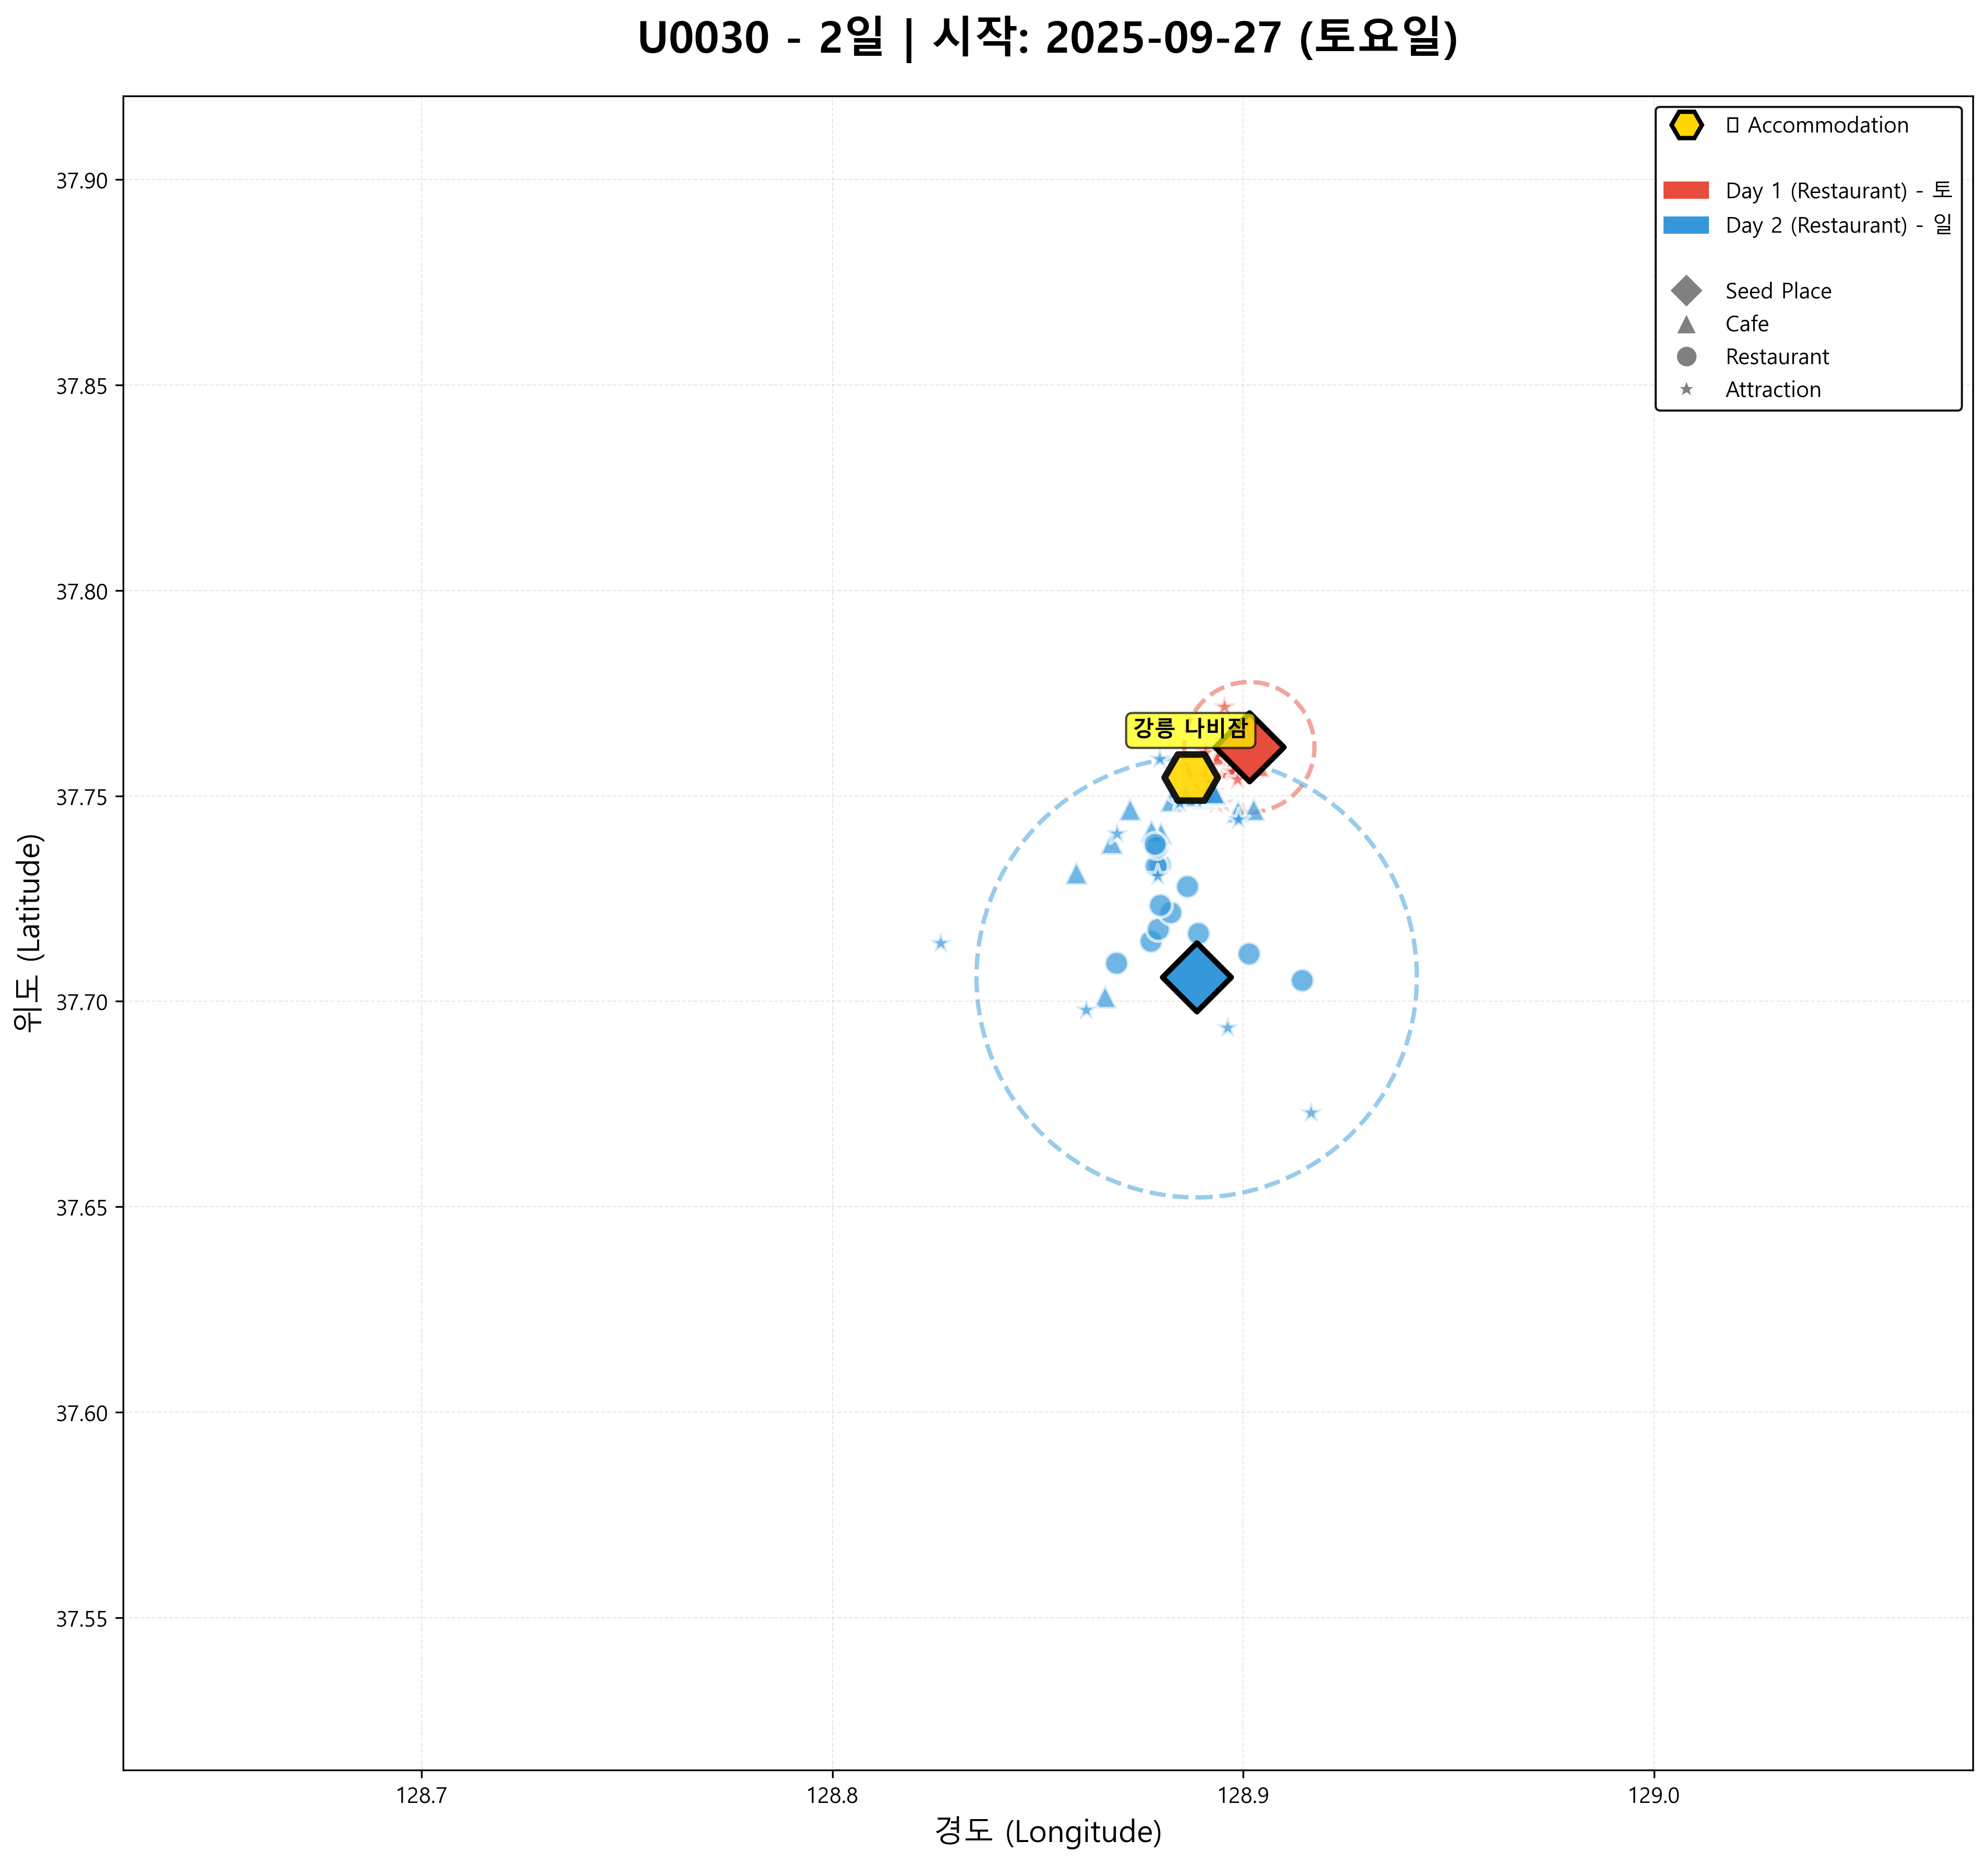 U0030 - 2일 | 시작: 2025-09-27 (토요일)
Accommodation
Day 1 (Restaurant) - 토
Day 2 (Restaurant) - 일
Seed Place
Cafe
Restaurant
Attraction
위도 (Latitude)
37.90
37.85
37.80
37.75
37.70
37.65
37.60
37.55
강릉 나비잠
128.7
128.8
128.9
129.0
경도 (Longitude)